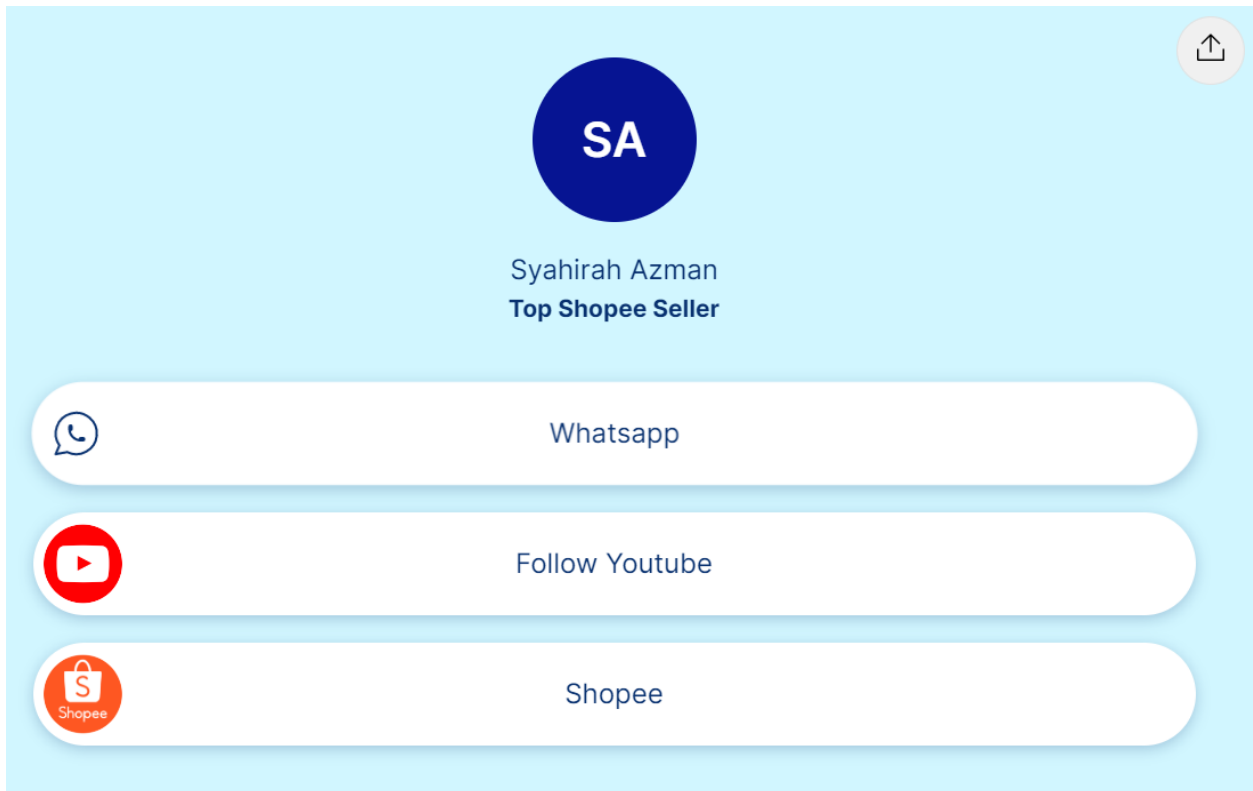 SA
Syahirah Azman
Top Shopee Seller
Whatsapp
Follow Youtube
S
Shopee
Shopee